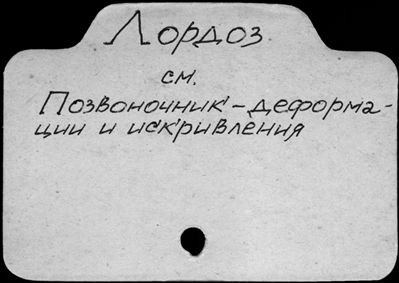 Лордоз
см.
Позвоночник - деформа-
ции и искривления